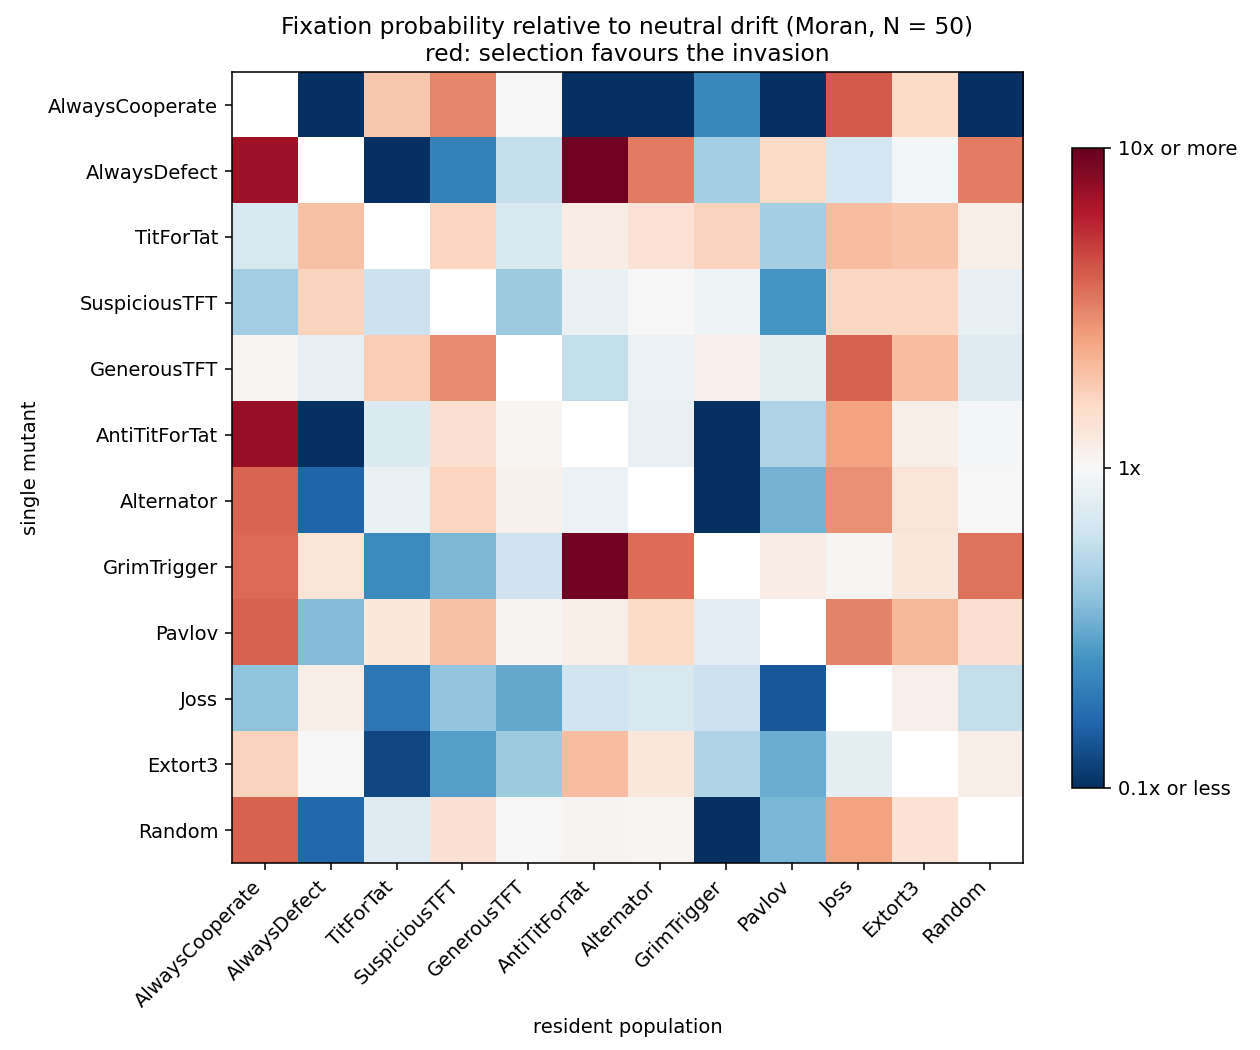 Fixation probability relative to neutral drift (Moran, N = 50)
red: selection favours the invasion
single mutant
AlwaysCooperate
AlwaysDefect
TitForTat
SuspiciousTFT
GenerousTFT
AntiTitForTat
Alternator
GrimTrigger
Pavlov
Joss
Extort3
Random
AlwaysCooperate
AlwaysDefect
TitForTat
SuspiciousTFT
GenerousTFT
AntiTitForTat
Alternator
GrimTrigger
Pavlov
Joss
Extort3
Random
resident population
10x or more
1x
0.1x or less